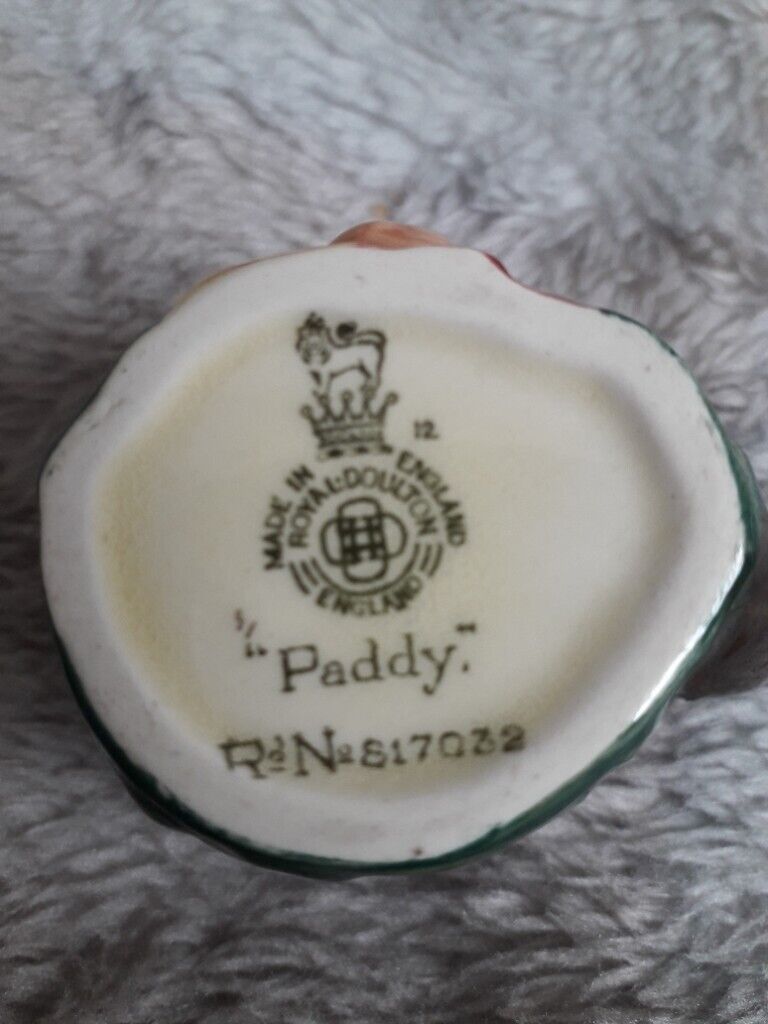 12
MADE IN ENGLAND
ROYAL·DOULTON
ENGLAND
"Paddy."
Rd No 817032